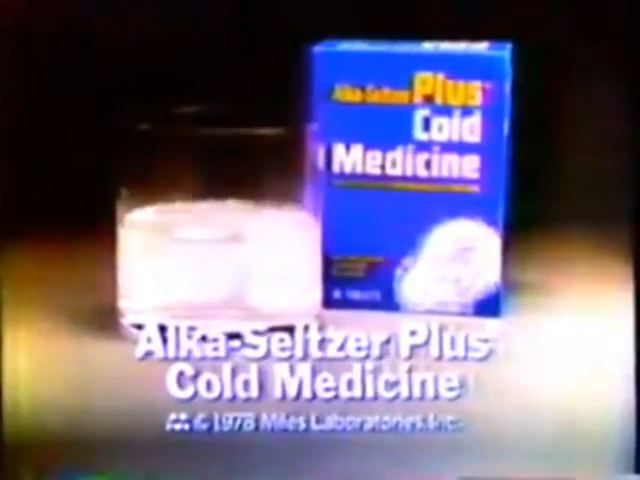 Alka-Seltzer Plus
Cold
Medicine
Alka-Seltzer Plus
Cold Medicine
© 1978 Miles Laboratories, Inc.